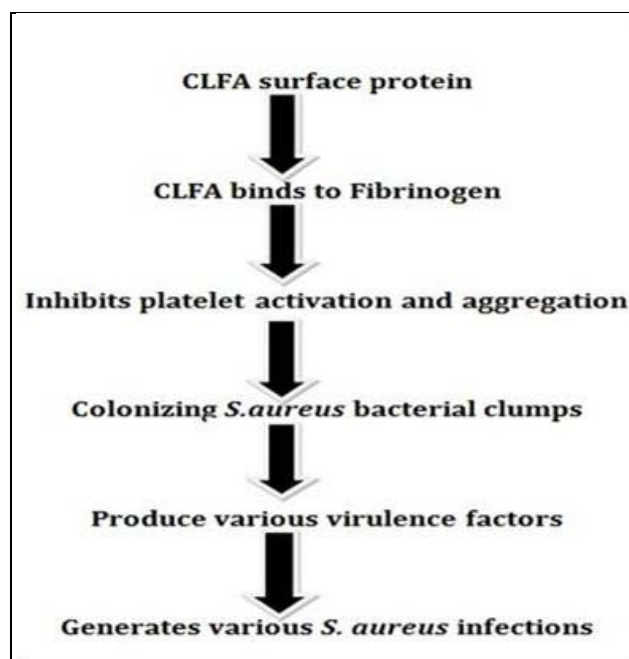 CLFA surface protein
CLFA binds to Fibrinogen
Inhibits platelet activation and aggregation
Colonizing S.aureus bacterial clumps
Produce various virulence factors
Generates various S. aureus infections